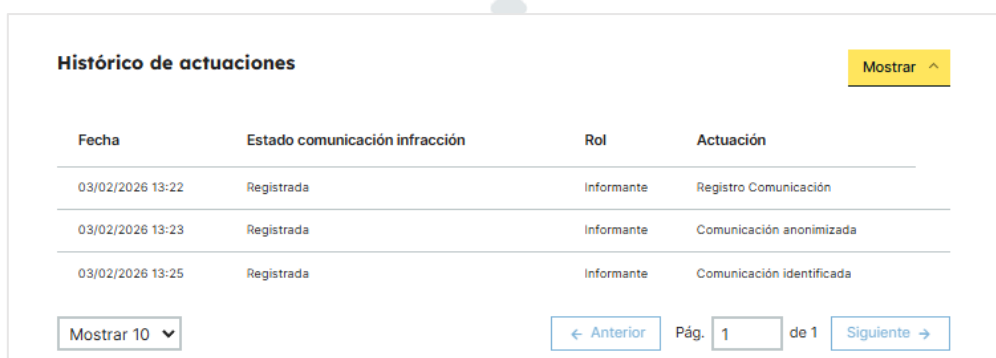 Histórico de actuaciones
Mostrar
Fecha Estado comunicación infracción Rol Actuación
03/02/2026 13:22 Registrada Informante Registro Comunicación
03/02/2026 13:23 Registrada Informante Comunicación anonimizada
03/02/2026 13:25 Registrada Informante Comunicación identificada
Mostrar 10 ← Anterior Pág. 1 de 1 Siguiente →